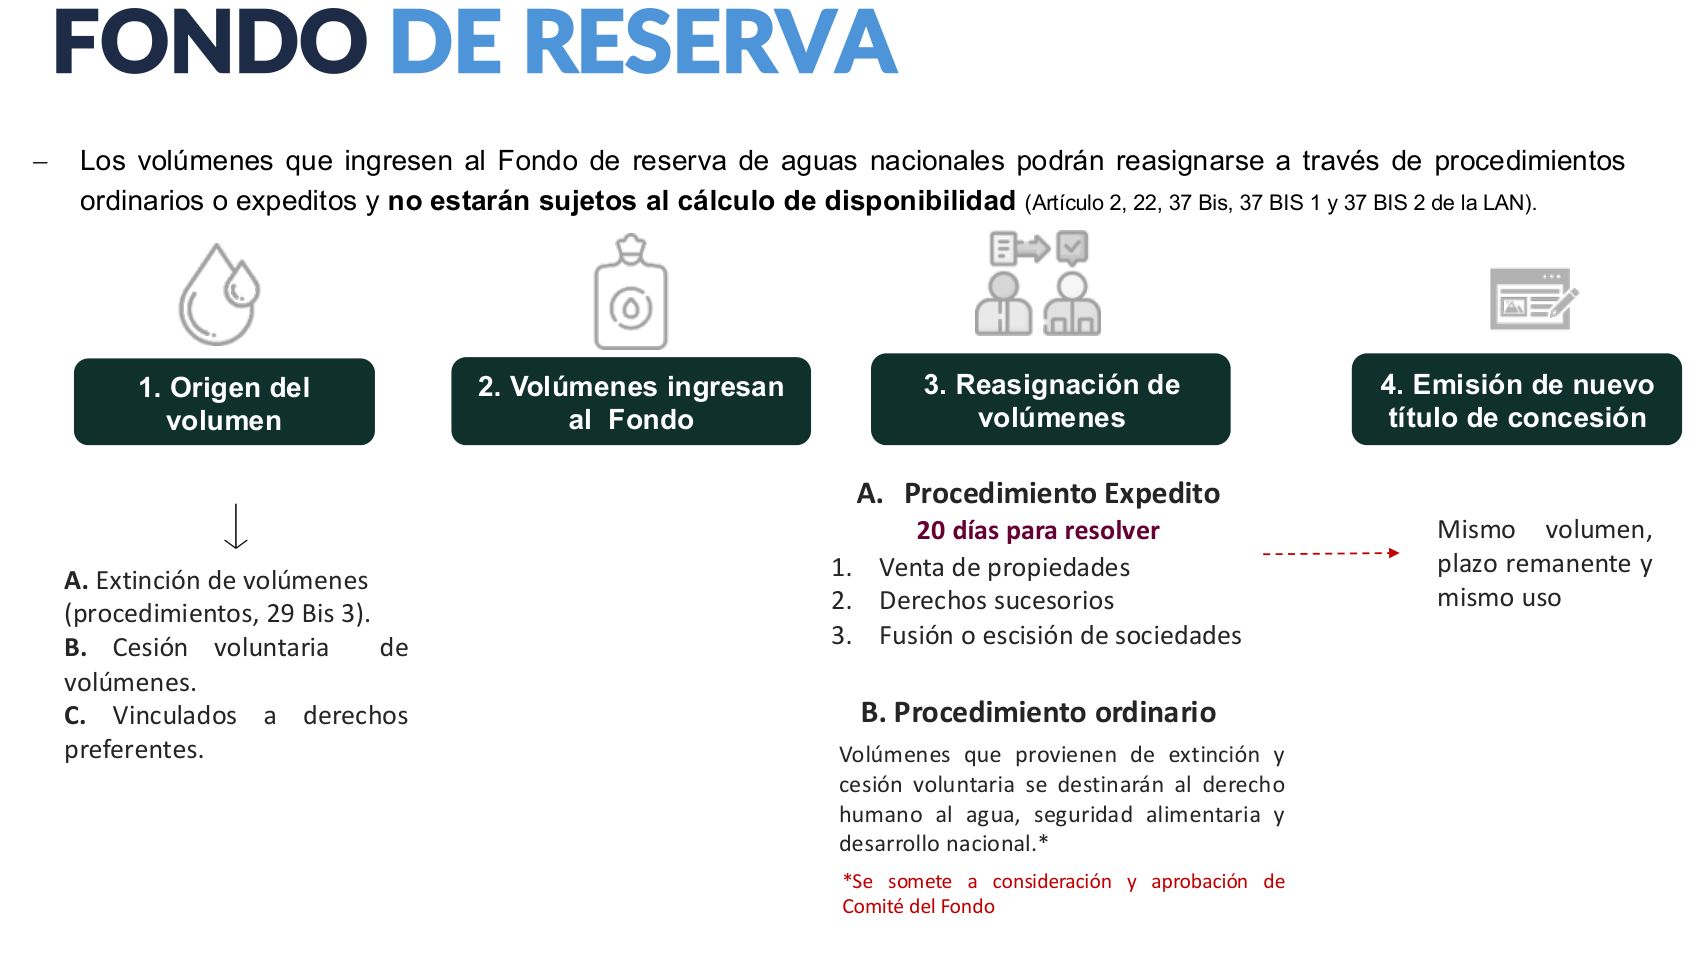 FONDO DE RESERVA
– Los volúmenes que ingresen al Fondo de reserva de aguas nacionales podrán reasignarse a través de procedimientos
ordinarios o expeditos y no estarán sujetos al cálculo de disponibilidad (Artículo 2, 22, 37 Bis, 37 BIS 1 y 37 BIS 2 de la LAN).
1. Origen del
volumen
2. Volúmenes ingresan
al Fondo
3. Reasignación de
volúmenes
4. Emisión de nuevo
título de concesión
A. Extinción de volúmenes
(procedimientos, 29 Bis 3).
B. Cesión voluntaria de
volúmenes.
C. Vinculados a derechos
preferentes.
A. Procedimiento Expedito
20 días para resolver
1. Venta de propiedades
2. Derechos sucesorios
3. Fusión o escisión de sociedades
Mismo volumen,
plazo remanente y
mismo uso
B. Procedimiento ordinario
Volúmenes que provienen de extinción y
cesión voluntaria se destinarán al derecho
humano al agua, seguridad alimentaria y
desarrollo nacional.*
*Se somete a consideración y aprobación de
Comité del Fondo